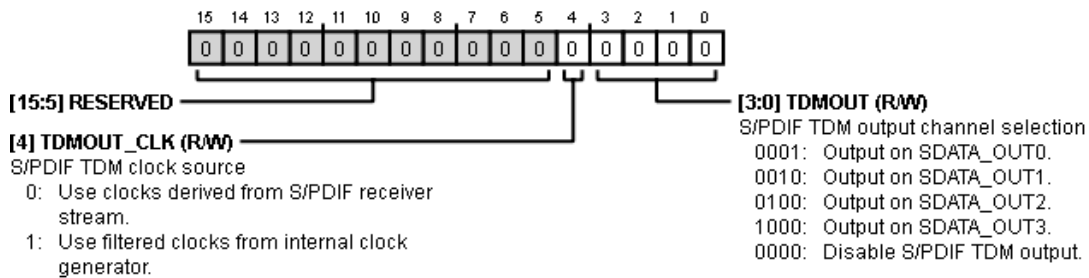 15 14 13 12 11 10 9 8 7 6 5 4 3 2 1 0
0 0 0 0 0 0 0 0 0 0 0 0 0 0 0 0
[15:5] RESERVED
[4] TDMOUT_CLK (R/W)
S/PDIF TDM clock source
0: Use clocks derived from S/PDIF receiver
stream.
1: Use filtered clocks from internal clock
generator.
[3:0] TDMOUT (R/W)
S/PDIF TDM output channel selection
0001: Output on SDATA_OUT0.
0010: Output on SDATA_OUT1.
0100: Output on SDATA_OUT2.
1000: Output on SDATA_OUT3.
0000: Disable S/PDIF TDM output.